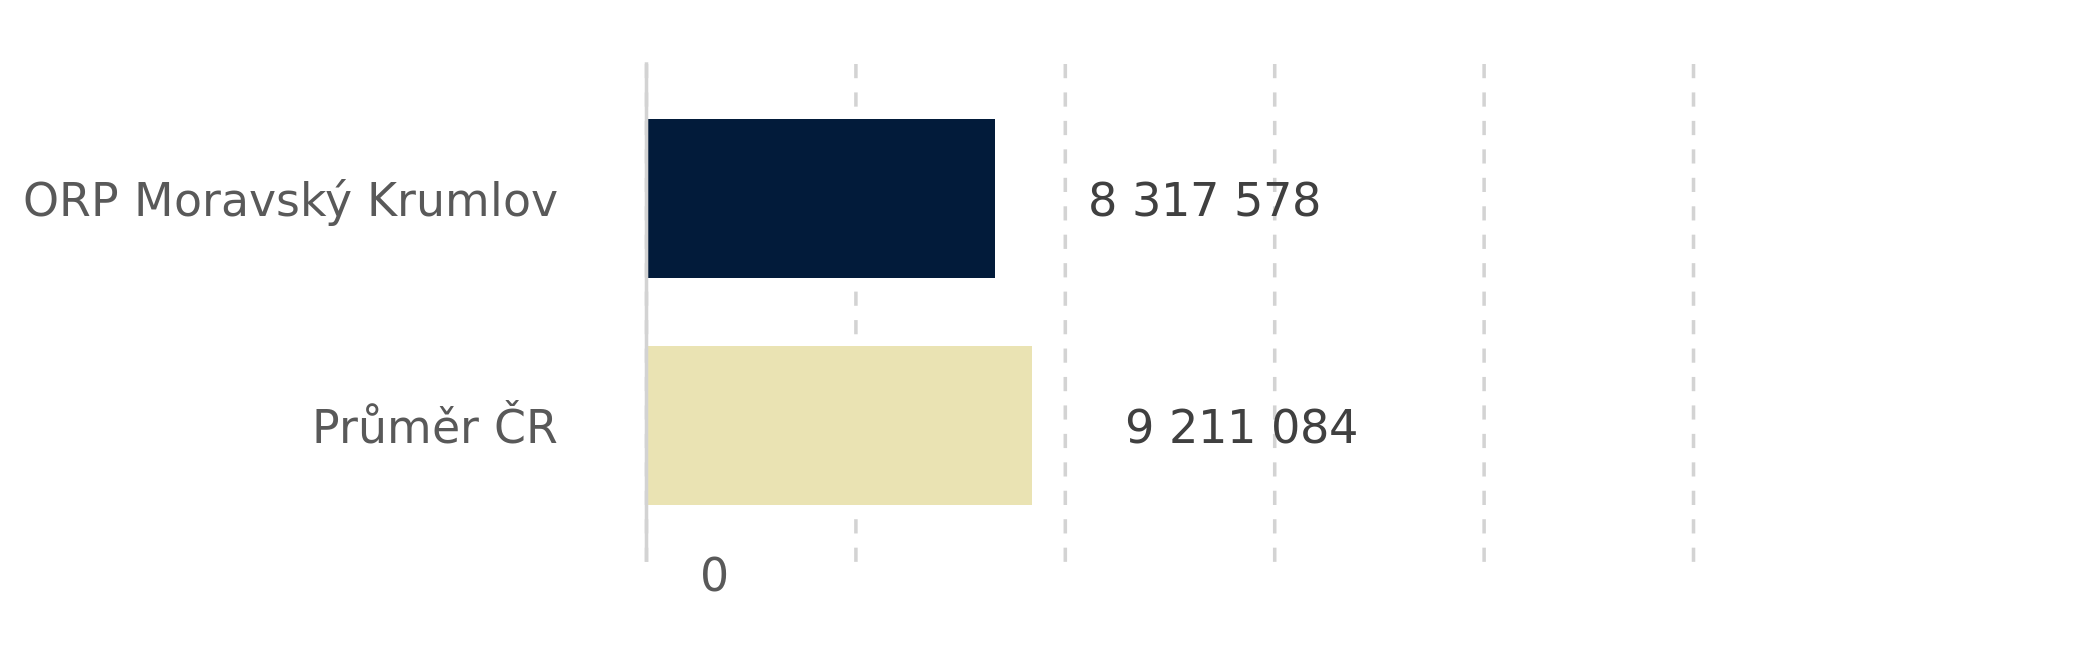 ORP Moravský Krumlov 8 317 578
Průměr ČR 9 211 084
0